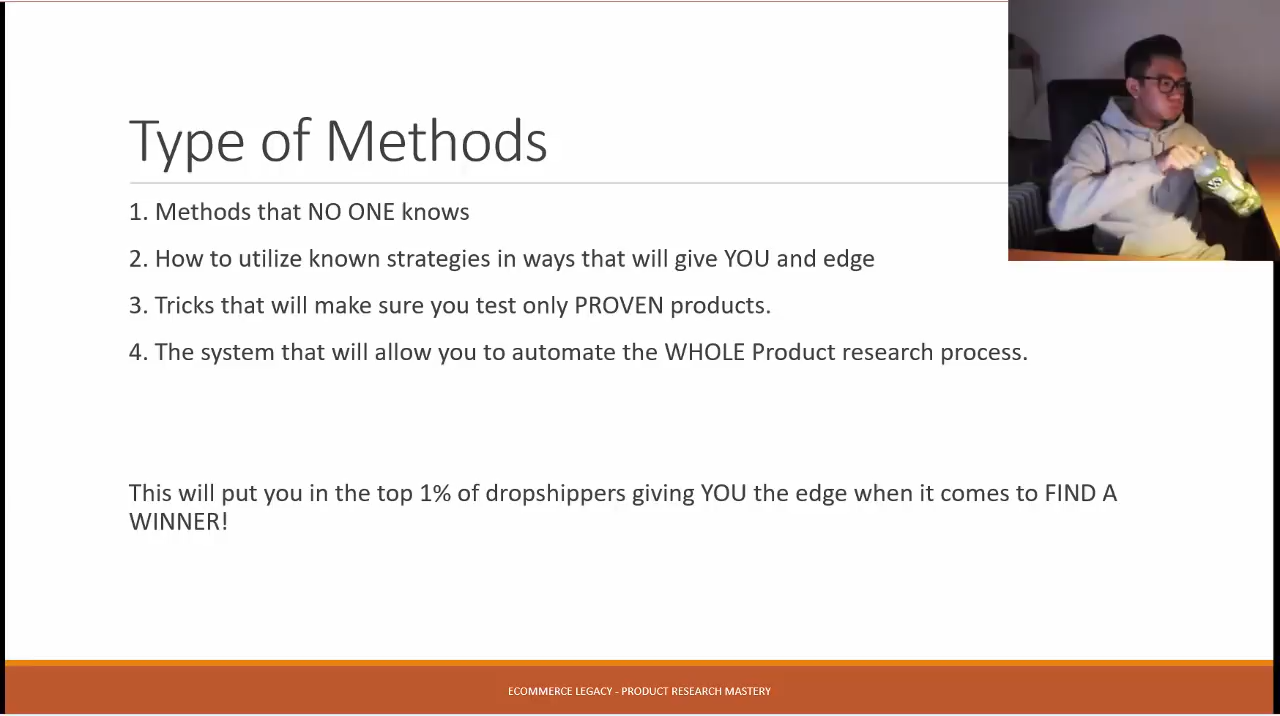 Type of Methods
1. Methods that NO ONE knows
2. How to utilize known strategies in ways that will give YOU and edge
3. Tricks that will make sure you test only PROVEN products.
4. The system that will allow you to automate the WHOLE Product research process.
This will put you in the top 1% of dropshippers giving YOU the edge when it comes to FIND A
WINNER!
ECOMMERCE LEGACY - PRODUCT RESEARCH MASTERY